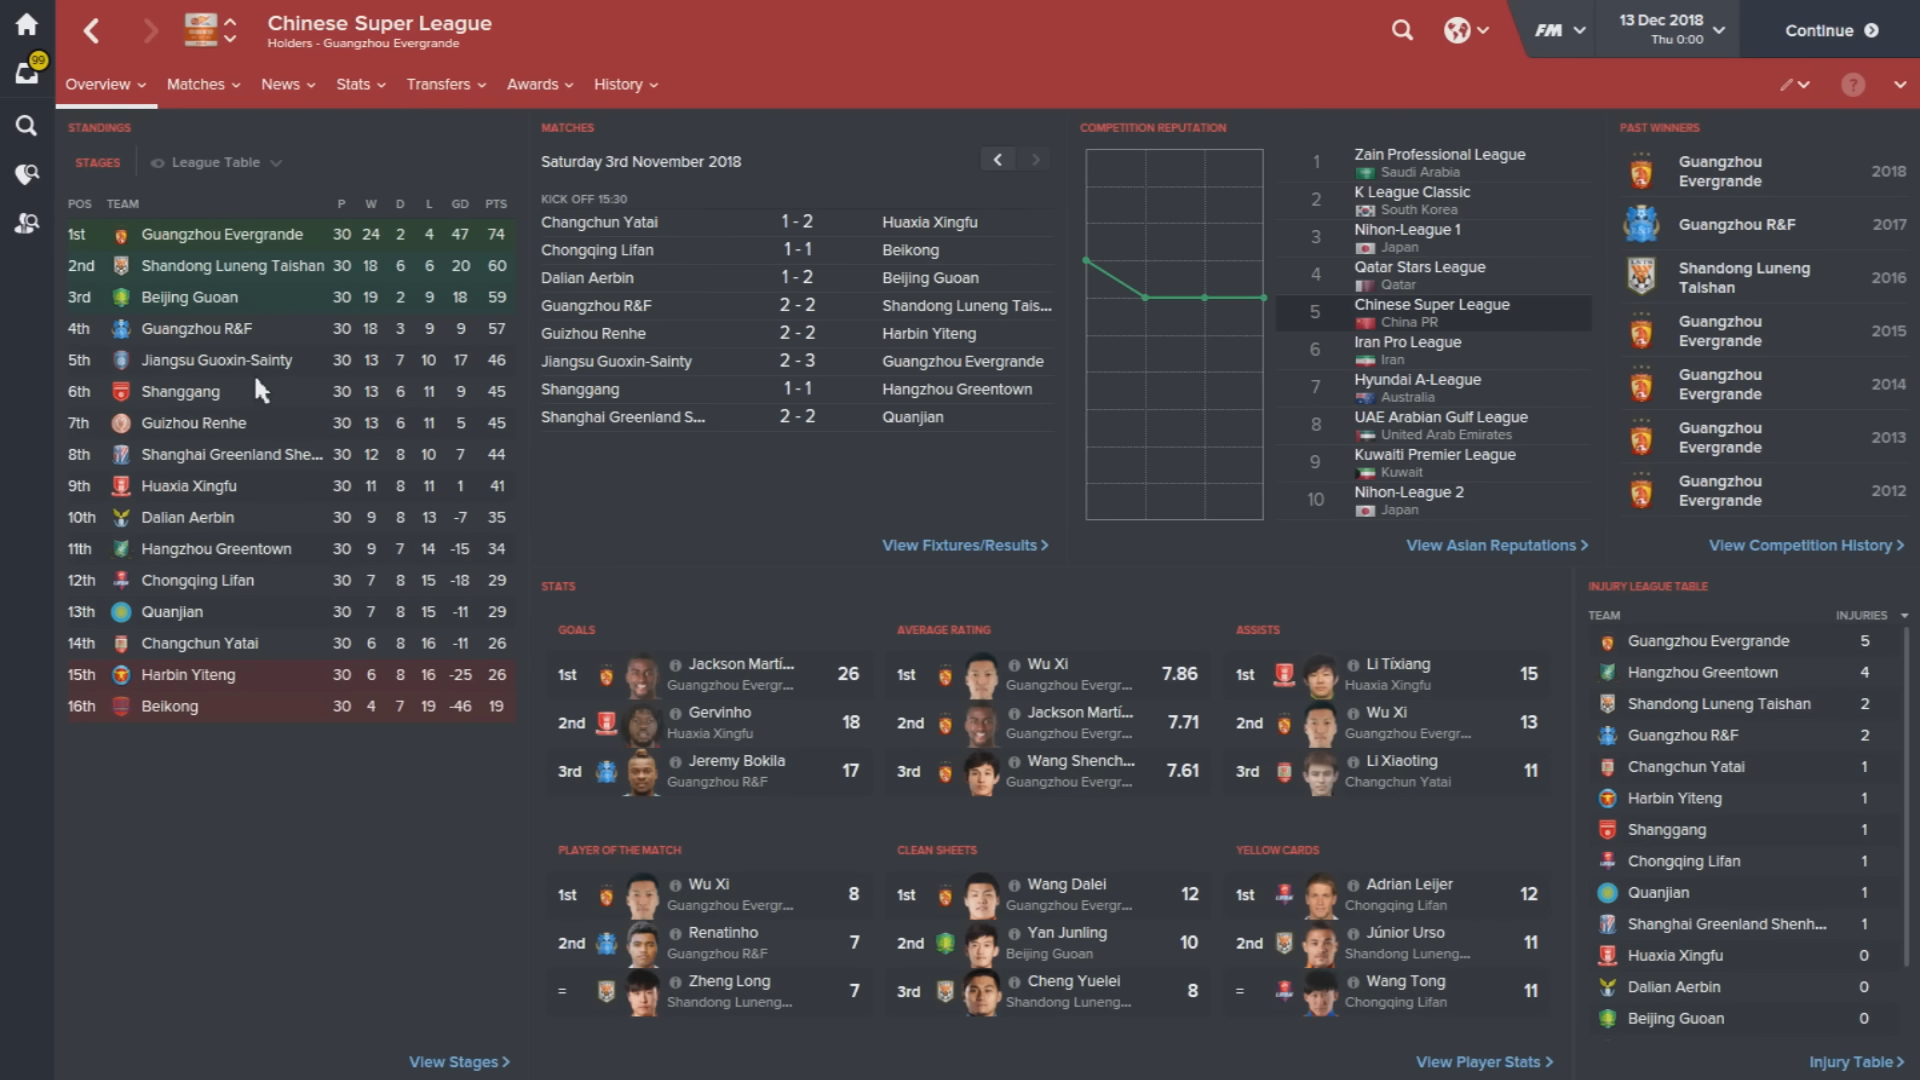 Chinese Super League
Holders - Guangzhou Evergrande
FM
13 Dec 2018
Thu 0:00
Continue
99
Overview Matches News Stats Transfers Awards History
?
STANDINGS
STAGES League Table
POS TEAM P W D L GD PTS
1st Guangzhou Evergrande 30 24 2 4 47 74
2nd Shandong Luneng Taishan 30 18 6 6 20 60
3rd Beijing Guoan 30 19 2 9 18 59
4th Guangzhou R&F 30 18 3 9 9 57
5th Jiangsu Guoxin-Sainty 30 13 7 10 17 46
6th Shanggang 30 13 6 11 9 45
7th Guizhou Renhe 30 13 6 11 5 45
8th Shanghai Greenland She... 30 12 8 10 7 44
9th Huaxia Xingfu 30 11 8 11 1 41
10th Dalian Aerbin 30 9 8 13 -7 35
11th Hangzhou Greentown 30 9 7 14 -15 34
12th Chongqing Lifan 30 7 8 15 -18 29
13th Quanjian 30 7 8 15 -11 29
14th Changchun Yatai 30 6 8 16 -11 26
15th Harbin Yiteng 30 6 8 16 -25 26
16th Beikong 30 4 7 19 -46 19
View Stages
MATCHES
Saturday 3rd November 2018
KICK OFF 15:30
Changchun Yatai 1 - 2 Huaxia Xingfu
Chongqing Lifan 1 - 1 Beikong
Dalian Aerbin 1 - 2 Beijing Guoan
Guangzhou R&F 2 - 2 Shandong Luneng Tais...
Guizhou Renhe 2 - 2 Harbin Yiteng
Jiangsu Guoxin-Sainty 2 - 3 Guangzhou Evergrande
Shanggang 1 - 1 Hangzhou Greentown
Shanghai Greenland S... 2 - 2 Quanjian
View Fixtures/Results
COMPETITION REPUTATION
1 Zain Professional League
Saudi Arabia
2 K League Classic
South Korea
3 Nihon-League 1
Japan
4 Qatar Stars League
Qatar
5 Chinese Super League
China PR
6 Iran Pro League
Iran
7 Hyundai A-League
Australia
8 UAE Arabian Gulf League
United Arab Emirates
9 Kuwaiti Premier League
Kuwait
10 Nihon-League 2
Japan
View Asian Reputations
PAST WINNERS
Guangzhou Evergrande 2018
Guangzhou R&F 2017
Shandong Luneng Taishan 2016
Guangzhou Evergrande 2015
Guangzhou Evergrande 2014
Guangzhou Evergrande 2013
Guangzhou Evergrande 2012
View Competition History
STATS
GOALS
1st Jackson Martí... 26
Guangzhou Evergr...
2nd Gervinho 18
Huaxia Xingfu
3rd Jeremy Bokila 17
Guangzhou R&F
AVERAGE RATING
1st Wu Xi 7.86
Guangzhou Evergr...
2nd Jackson Martí... 7.71
Guangzhou Evergr...
3rd Wang Shench... 7.61
Guangzhou Evergr...
ASSISTS
1st Li Tíxiang 15
Huaxia Xingfu
2nd Wu Xi 13
Guangzhou Evergr...
3rd Li Xiaoting 11
Changchun Yatai
PLAYER OF THE MATCH
1st Wu Xi 8
Guangzhou Evergr...
2nd Renatinho 7
Guangzhou R&F
= Zheng Long 7
Shandong Luneng...
CLEAN SHEETS
1st Wang Dalei 12
Guangzhou Evergr...
2nd Yan Junling 10
Beijing Guoan
3rd Cheng Yuelei 8
Shandong Luneng...
YELLOW CARDS
1st Adrian Leijer 12
Chongqing Lifan
2nd Júnior Urso 11
Shandong Luneng...
= Wang Tong 11
Chongqing Lifan
View Player Stats
INJURY LEAGUE TABLE
TEAM INJURIES
Guangzhou Evergrande 5
Hangzhou Greentown 4
Shandong Luneng Taishan 2
Guangzhou R&F 2
Changchun Yatai 1
Harbin Yiteng 1
Shanggang 1
Chongqing Lifan 1
Quanjian 1
Shanghai Greenland Shenh... 1
Huaxia Xingfu 0
Dalian Aerbin 0
Beijing Guoan 0
Injury Table